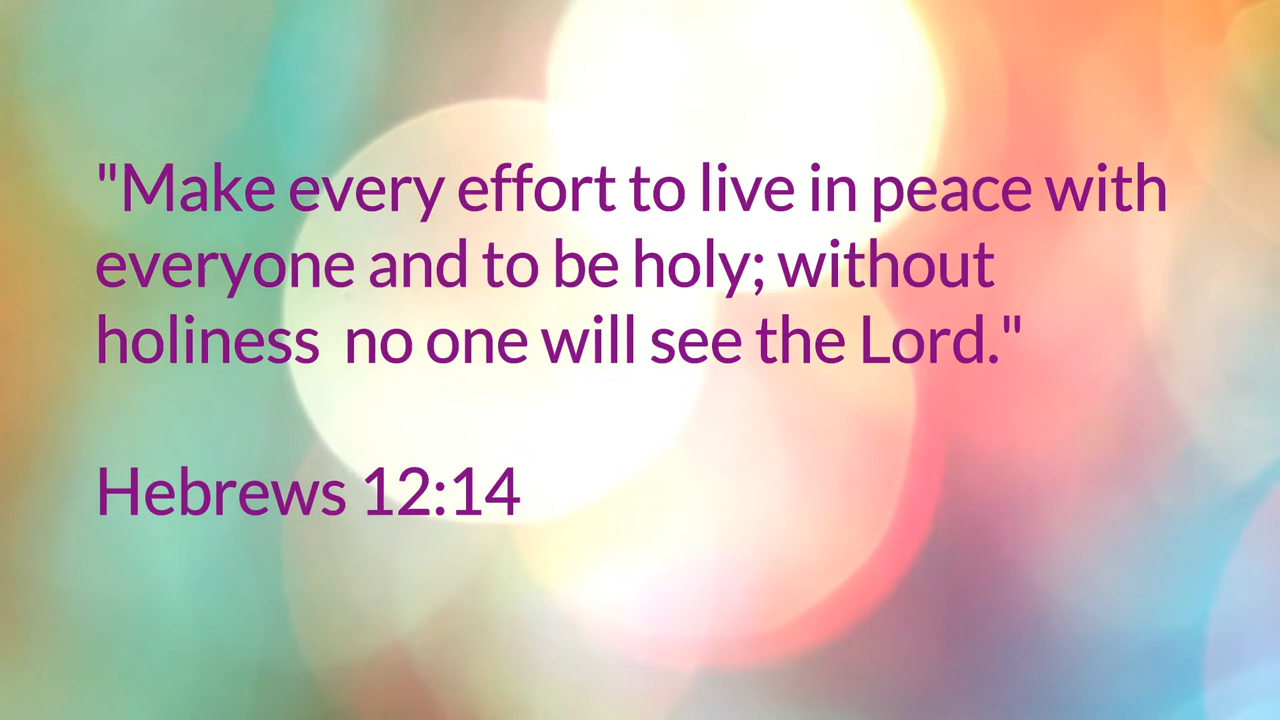 "Make every effort to live in peace with
everyone and to be holy; without
holiness  no one will see the Lord."
Hebrews 12:14